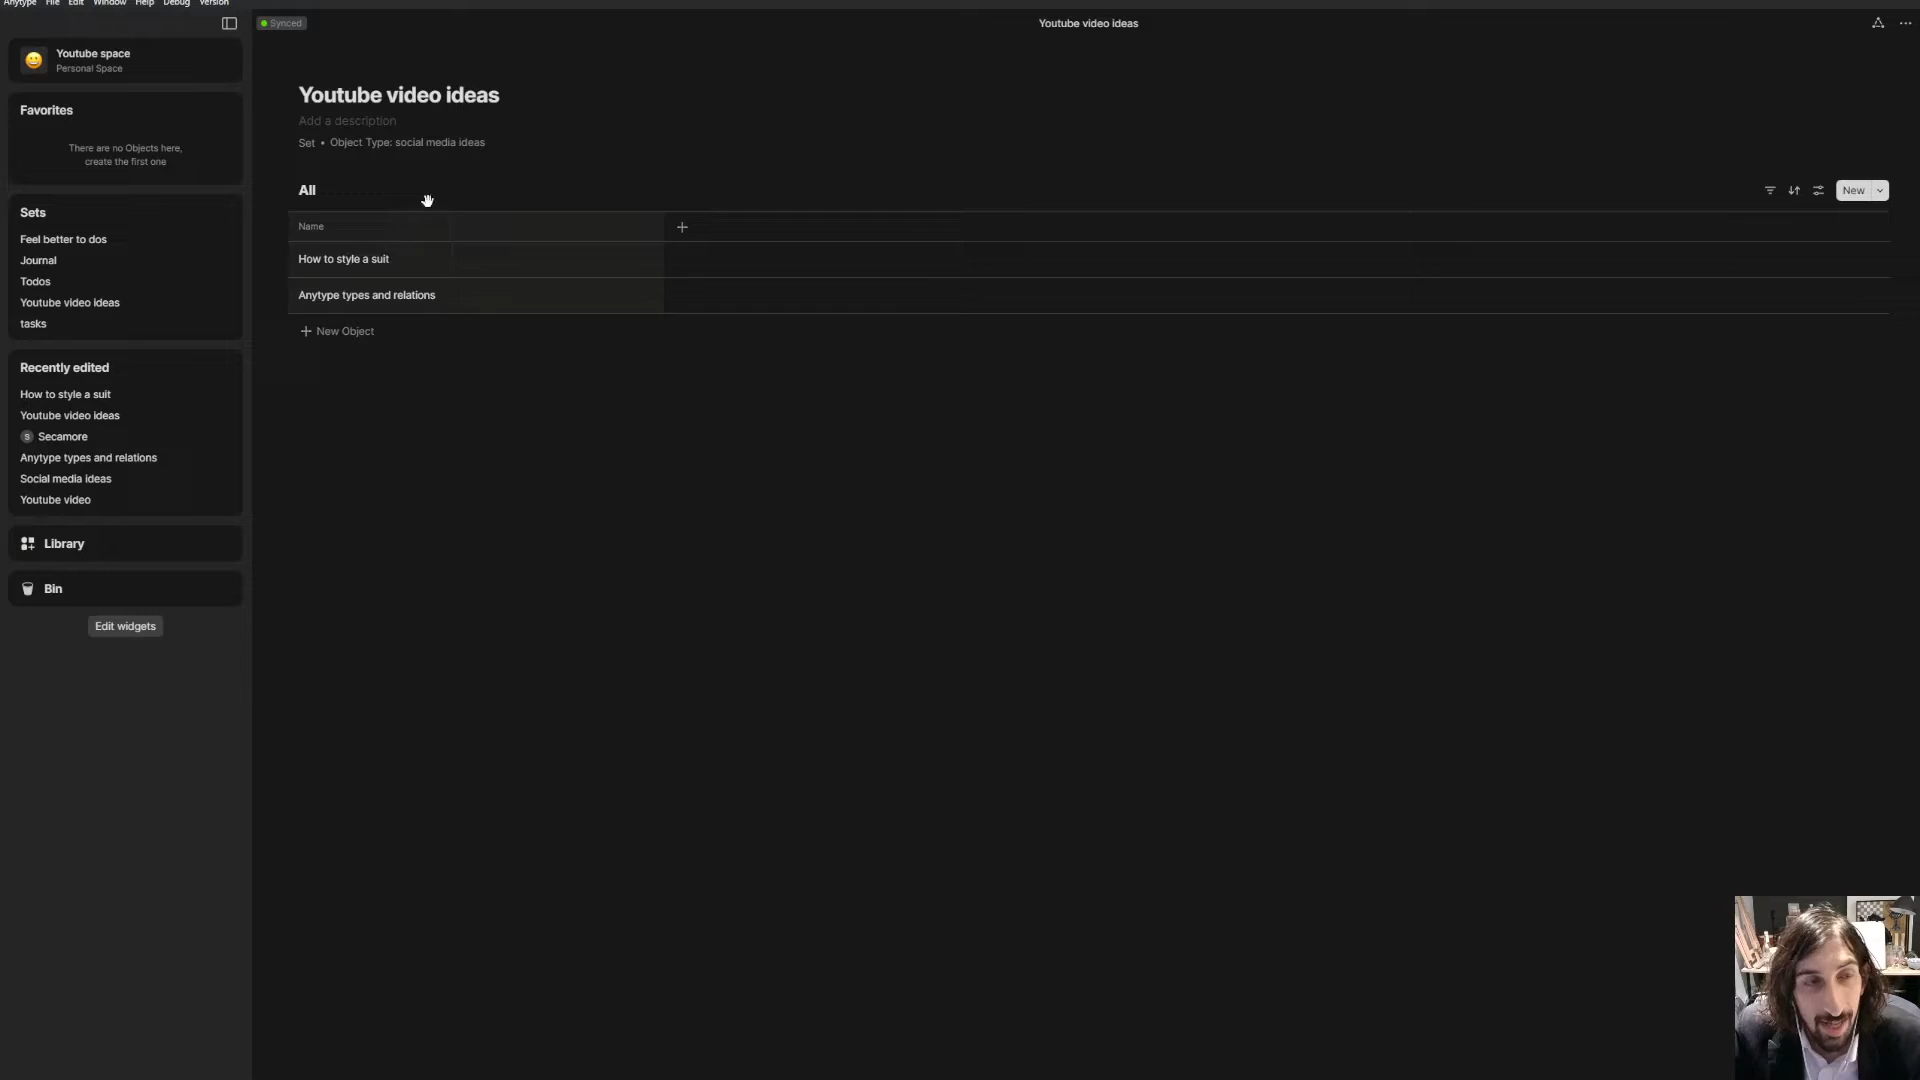 Anytype File Edit Window Help Debug Version
Synced
Youtube video ideas
Youtube space
Personal Space
Favorites
There are no Objects here,
create the first one
Sets
Feel better to dos
Journal
Todos
Youtube video ideas
tasks
Recently edited
How to style a suit
Youtube video ideas
S Secamore
Anytype types and relations
Social media ideas
Youtube video
Library
Bin
Edit widgets
Youtube video ideas
Add a description
Set • Object Type: social media ideas
All
New
Name
How to style a suit
Anytype types and relations
New Object